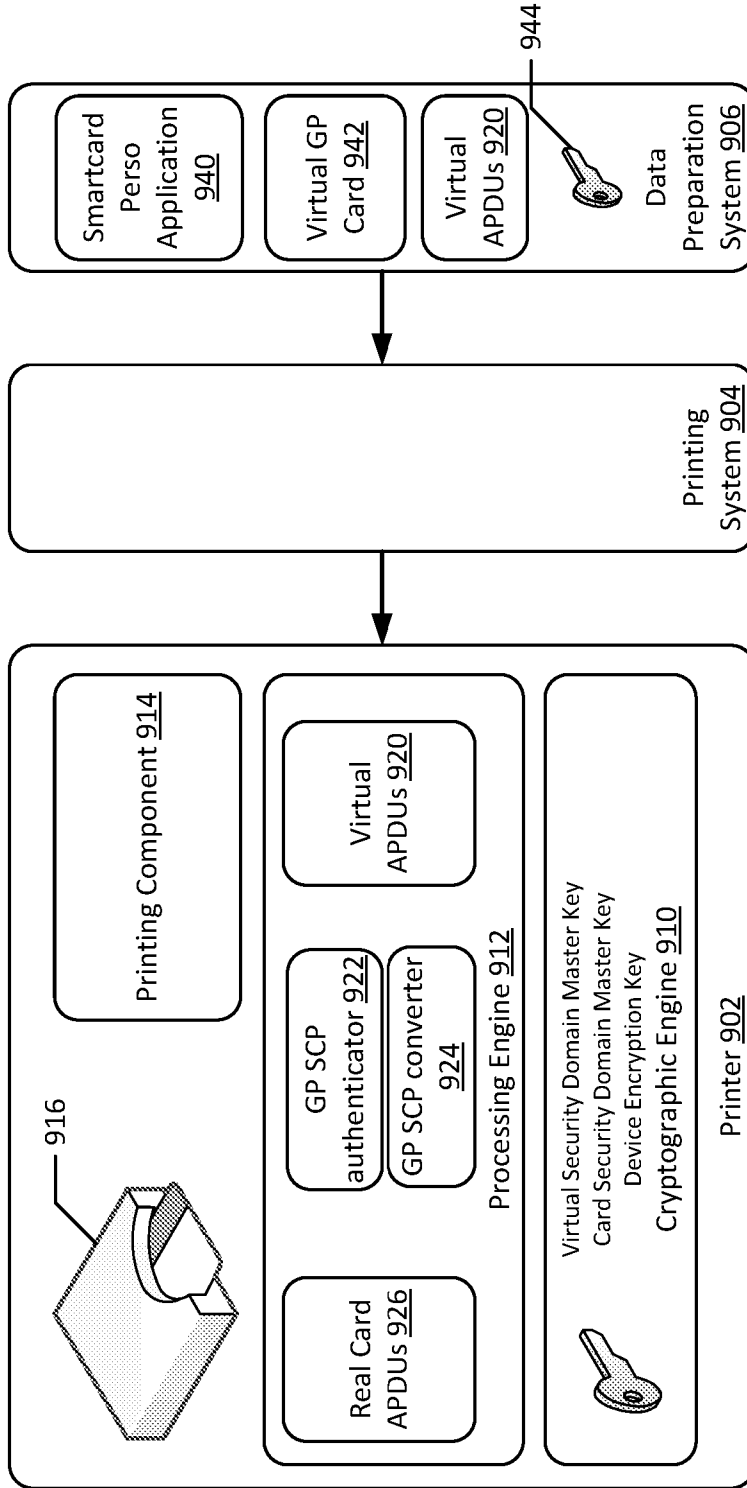 916
Printing Component 914
Real Card
APDUs 926
GP SCP
authenticator 922
GP SCP converter
924
Virtual
APDUs 920
Processing Engine 912
Virtual Security Domain Master Key
Card Security Domain Master Key
Device Encryption Key
Cryptographic Engine 910
Printer 902
Printing
System 904
Smartcard
Perso
Application
940
Virtual GP
Card 942
Virtual
APDUs 920
944
Data
Preparation
System 906